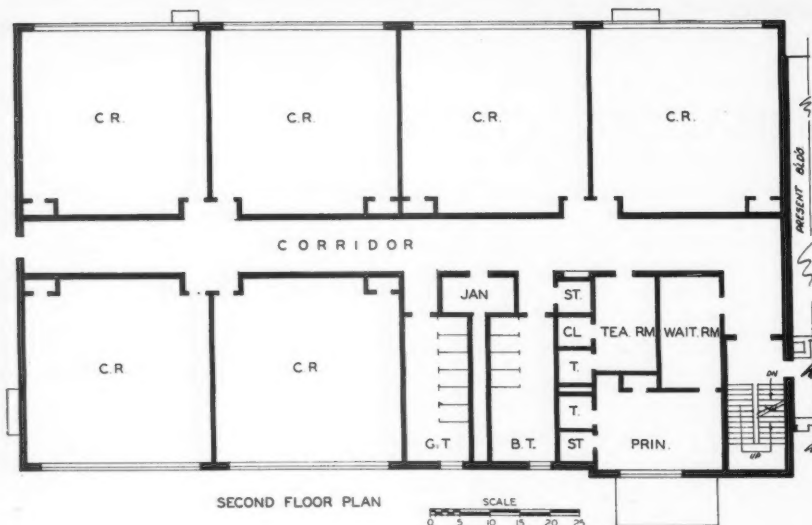 C.R.
C.R.
C.R.
C.R.
PRESENT BLDG
CORRIDOR
JAN
ST.
CL
TEA. RM
WAIT. RM
C.R
C.R
T.
T.
DN
G.T
B.T.
ST
PRIN.
UP
SECOND FLOOR PLAN
SCALE
0 5 10 15 20 25